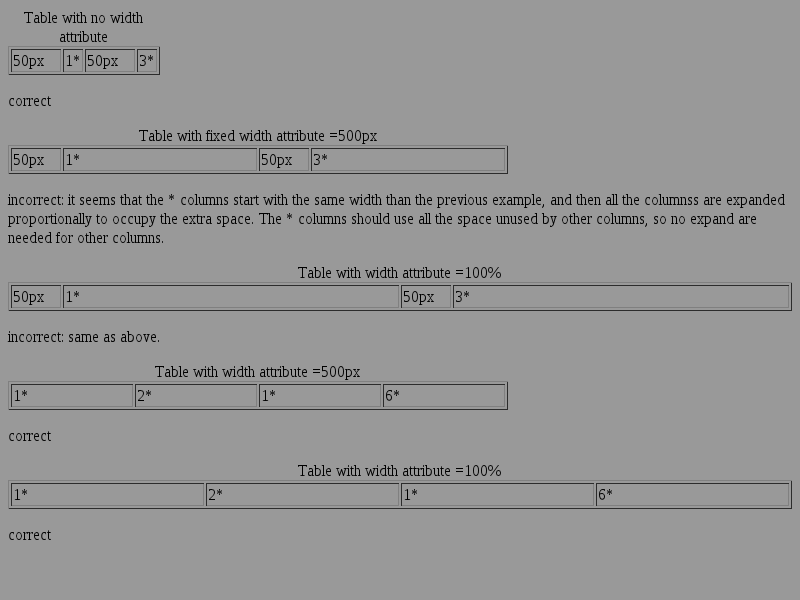 Table with no width
attribute
50px 1* 50px 3*
correct
Table with fixed width attribute =500px
50px 1* 50px 3*
incorrect: it seems that the * columns start with the same width than the previous example, and then all the columnss are expanded
proportionally to occupy the extra space. The * columns should use all the space unused by other columns, so no expand are
needed for other columns.
Table with width attribute =100%
50px 1* 50px 3*
incorrect: same as above.
Table with width attribute =500px
1* 2* 1* 6*
correct
Table with width attribute =100%
1* 2* 1* 6*
correct